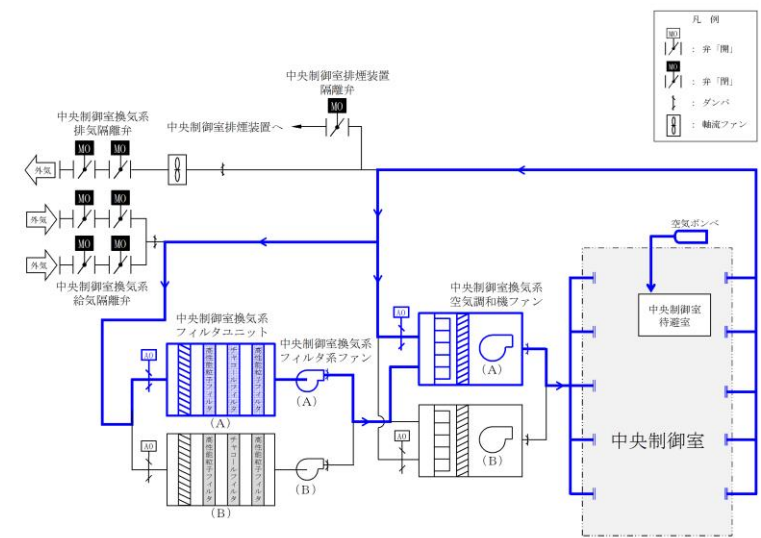 凡 例
MO
: 弁「開」
MO
: 弁「閉」
: ダンパ
: 軸流ファン
中央制御室排煙装置
隔離弁
MO
中央制御室排煙装置へ
中央制御室換気系
排気隔離弁
MO
MO
外気
MO
MO
外気
MO
MO
外気
中央制御室換気系
給気隔離弁
空気ボンベ
中央制御室
待避室
中央制御室換気系
空気調和機ファン
AO
(A)
中央制御室換気系
フィルタユニット
中央制御室換気系
フィルタ系ファン
AO
高性能粒子フィルタ
チャコールフィルタ
高性能粒子フィルタ
(A)
(A)
AO
(B)
中央制御室
AO
高性能粒子フィルタ
チャコールフィルタ
高性能粒子フィルタ
(B)
(B)